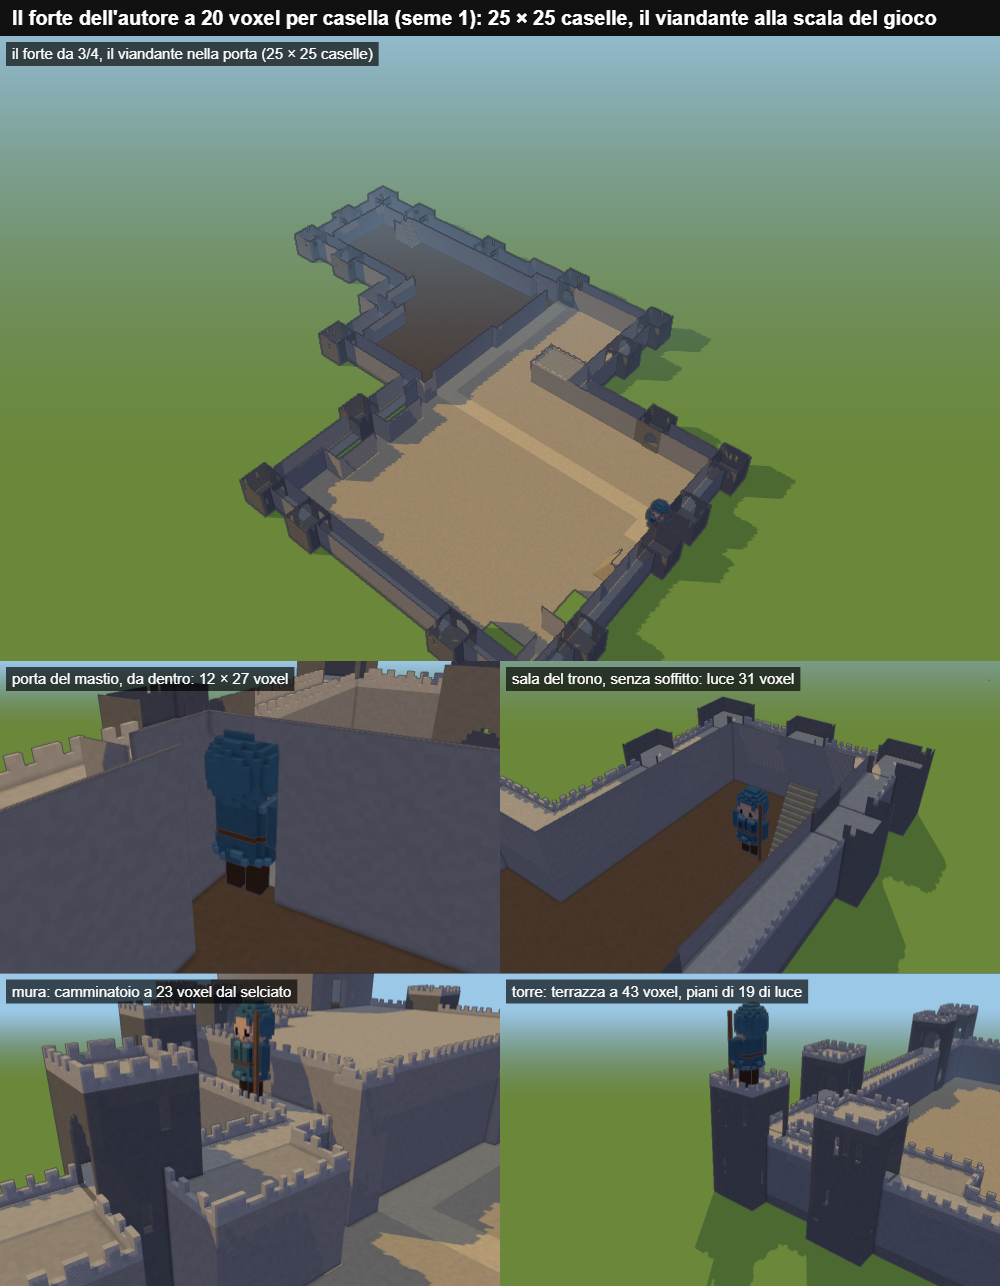 Il forte dell'autore a 20 voxel per casella (seme 1): 25 × 25 caselle, il viandante alla scala del gioco
il forte da 3/4, il viandante nella porta (25 × 25 caselle)
porta del mastio, da dentro: 12 × 27 voxel
sala del trono, senza soffitto: luce 31 voxel
mura: camminatoio a 23 voxel dal selciato
torre: terrazza a 43 voxel, piani di 19 di luce